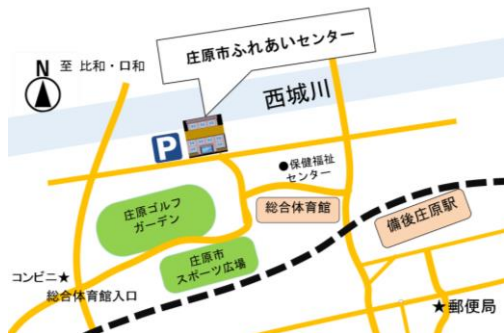 庄原市ふれあいセンター
N
至 比和・口和
西城川
P
●保健福祉
センター
総合体育館
庄原ゴルフ
ガーデン
備後庄原駅
庄原市
スポーツ広場
コンビニ★
総合体育館入口
★郵便局